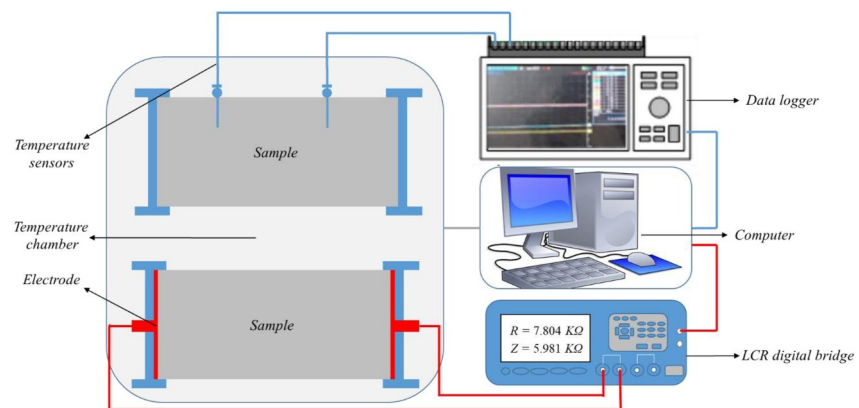 Temperature
sensors
Sample
Data logger
Temperature
chamber
Computer
Electrode
Sample
R = 7.804 KΩ
Z = 5.981 KΩ
LCR digital bridge